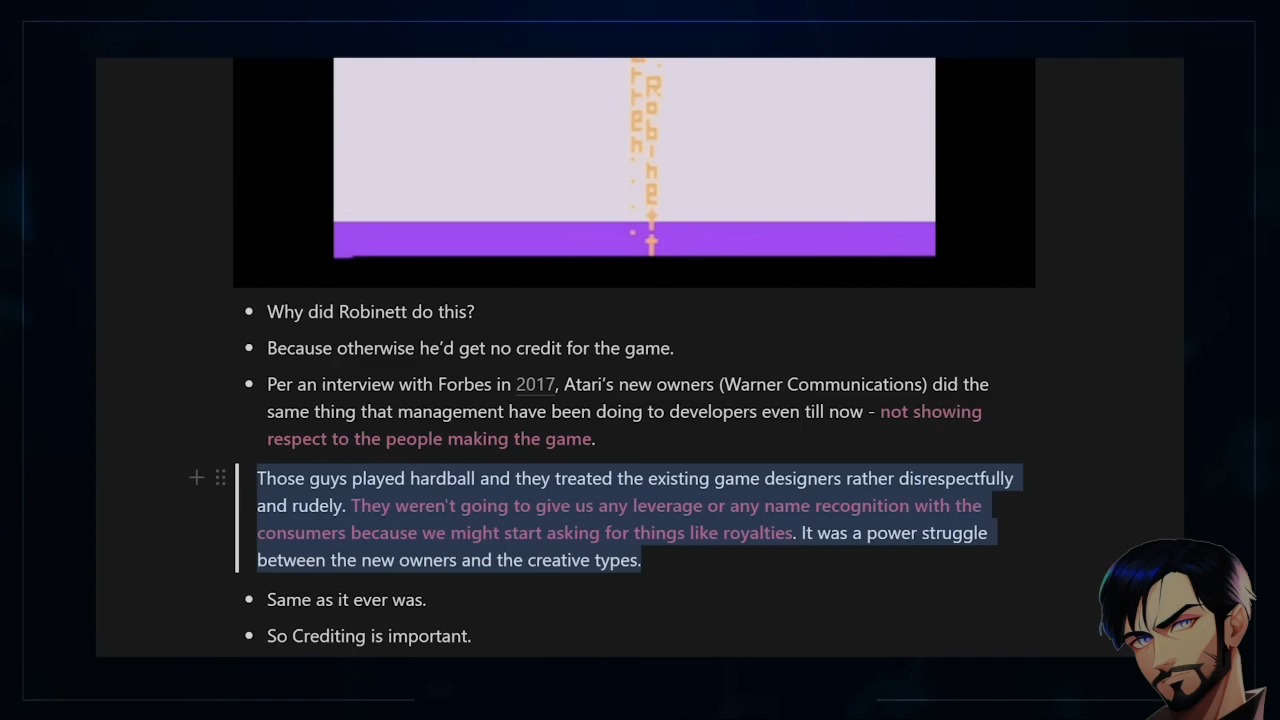 Robinett
Why did Robinett do this?
Because otherwise he’d get no credit for the game.
Per an interview with Forbes in 2017, Atari’s new owners (Warner Communications) did the
same thing that management have been doing to developers even till now - not showing
respect to the people making the game.
Those guys played hardball and they treated the existing game designers rather disrespectfully
and rudely. They weren't going to give us any leverage or any name recognition with the
consumers because we might start asking for things like royalties. It was a power struggle
between the new owners and the creative types.
Same as it ever was.
So Crediting is important.